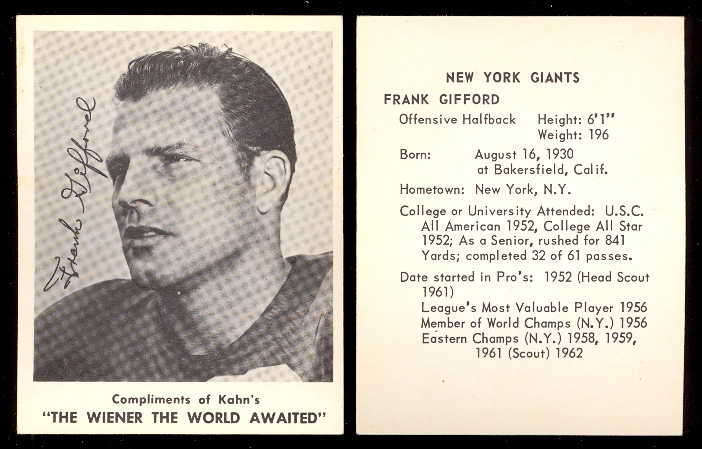 Frank Gifford
Compliments of Kahn's
"THE WIENER THE WORLD AWAITED"
NEW YORK GIANTS
FRANK GIFFORD
Offensive Halfback Height: 6'1"
Weight: 196
Born: August 16, 1930
at Bakersfield, Calif.
Hometown: New York, N.Y.
College or University Attended: U.S.C.
All American 1952, College All Star
1952; As a Senior, rushed for 841
Yards; completed 32 of 61 passes.
Date started in Pro's: 1952 (Head Scout
1961)
League's Most Valuable Player 1956
Member of World Champs (N.Y.) 1956
Eastern Champs (N.Y.) 1958, 1959,
1961 (Scout) 1962